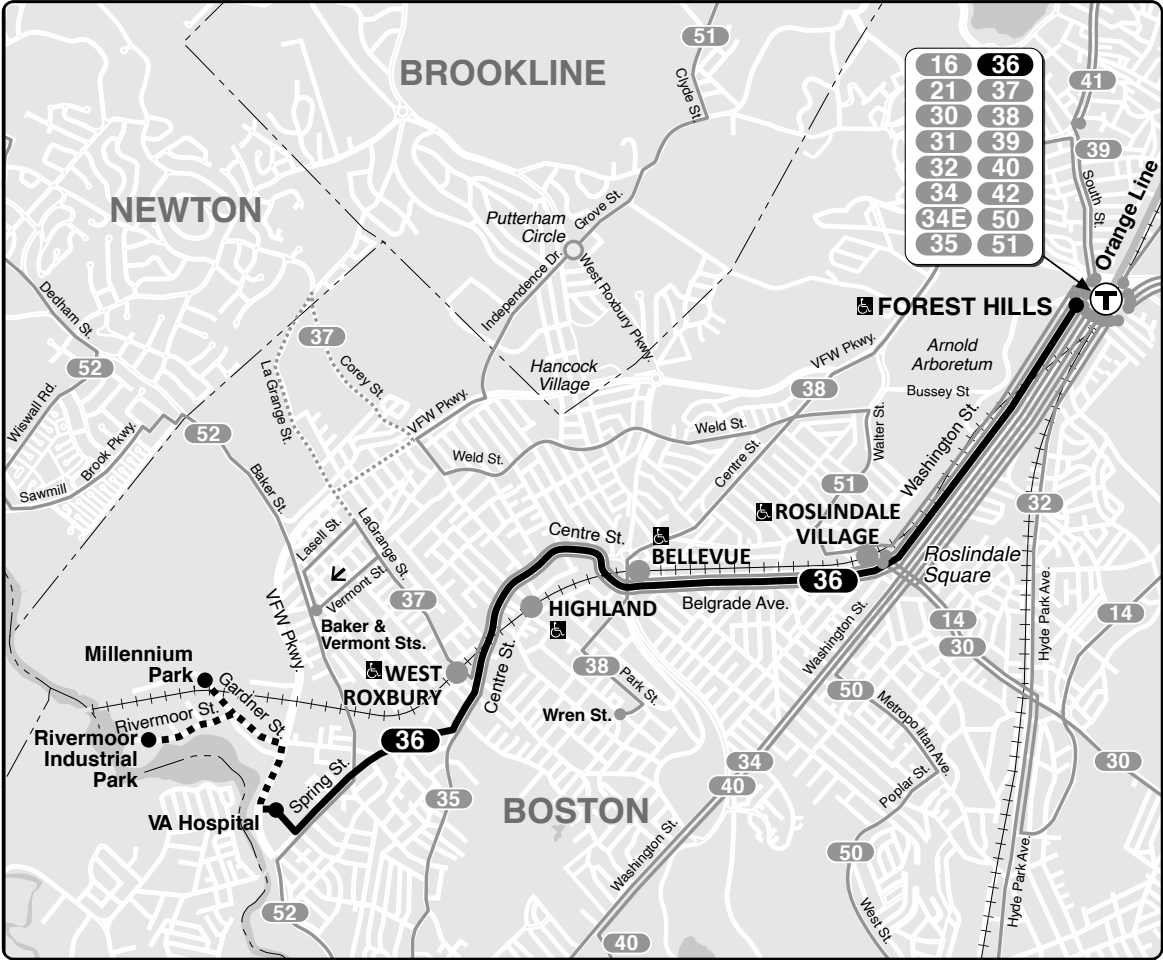 51
BROOKLINE
Clyde St.
16 36
21 37
30 38
31 39
32 40
34 42
34E 50
35 51
41
39
South St.
Orange Line
NEWTON
Putterham
Circle
Grove St.
Independence Dr.
West Roxbury Pkwy.
T
FOREST HILLS
Dedham St.
37
Corey St.
La Grange St.
Hancock
Village
VFW Pkwy.
Arnold
Arboretum
52
38
Bussey St
Wiswall Rd.
VFW Pkwy.
Weld St.
Walter St.
Washington St.
52
Brook Pkwy.
Sawmill
Weld St.
Centre St.
Baker St.
51
32
Lasell St.
LaGrange St.
Centre St.
ROSLINDALE
VILLAGE
BELLEVUE
Roslindale
Square
36
Vermont St.
37
Belgrade Ave.
HIGHLAND
VFW Pkwy.
Baker &
Vermont Sts.
Washington St.
14
14
30
Hyde Park Ave.
Millennium
Park
WEST
ROXBURY
Centre St.
38
Park St.
50
Gardner St.
Rivermoor St.
Wren St.
Metropolitan Ave.
Rivermoor
Industrial
Park
36
34
30
Spring St.
40
Poplar St.
35
VA Hospital
BOSTON
50
Washington St.
Hyde Park Ave.
52
West St.
40